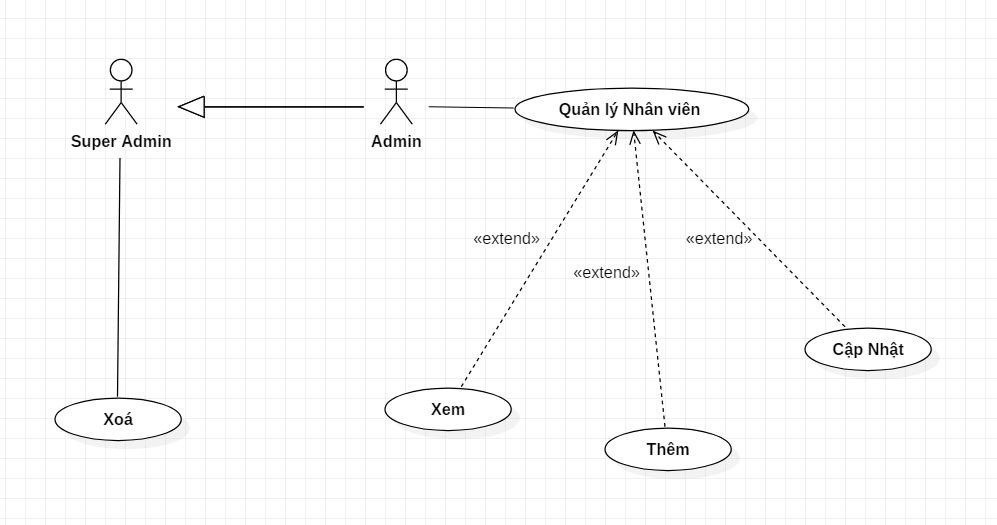 Quản lý Nhân viên
Super Admin
Admin
«extend»
«extend»
«extend»
Cập Nhật
Xem
Xoá
Thêm